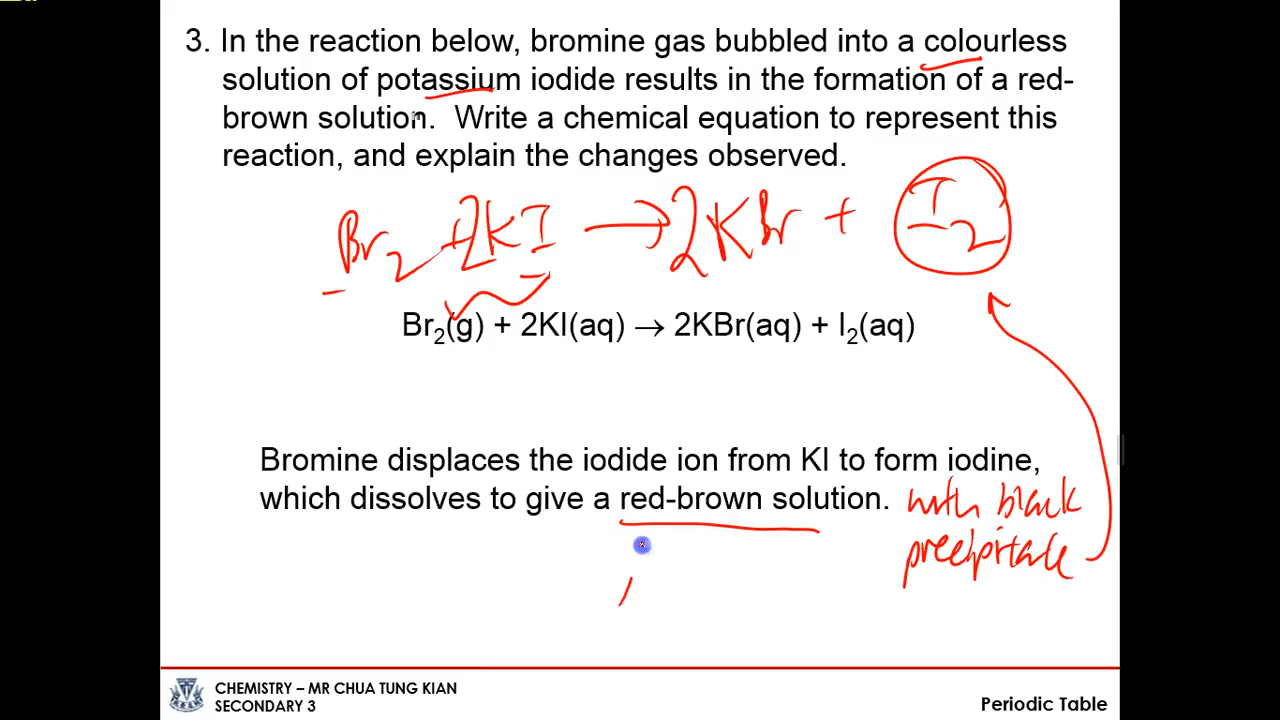 3. In the reaction below, bromine gas bubbled into a colourless
solution of potassium iodide results in the formation of a red-
brown solution. Write a chemical equation to represent this
reaction, and explain the changes observed.
Br₂ + 2KI → 2KBr + I₂
Br₂(g) + 2KI(aq) → 2KBr(aq) + I₂(aq)
Bromine displaces the iodide ion from KI to form iodine,
which dissolves to give a red-brown solution. with black
precipitate
CHEMISTRY – MR CHUA TUNG KIAN
SECONDARY 3
Periodic Table